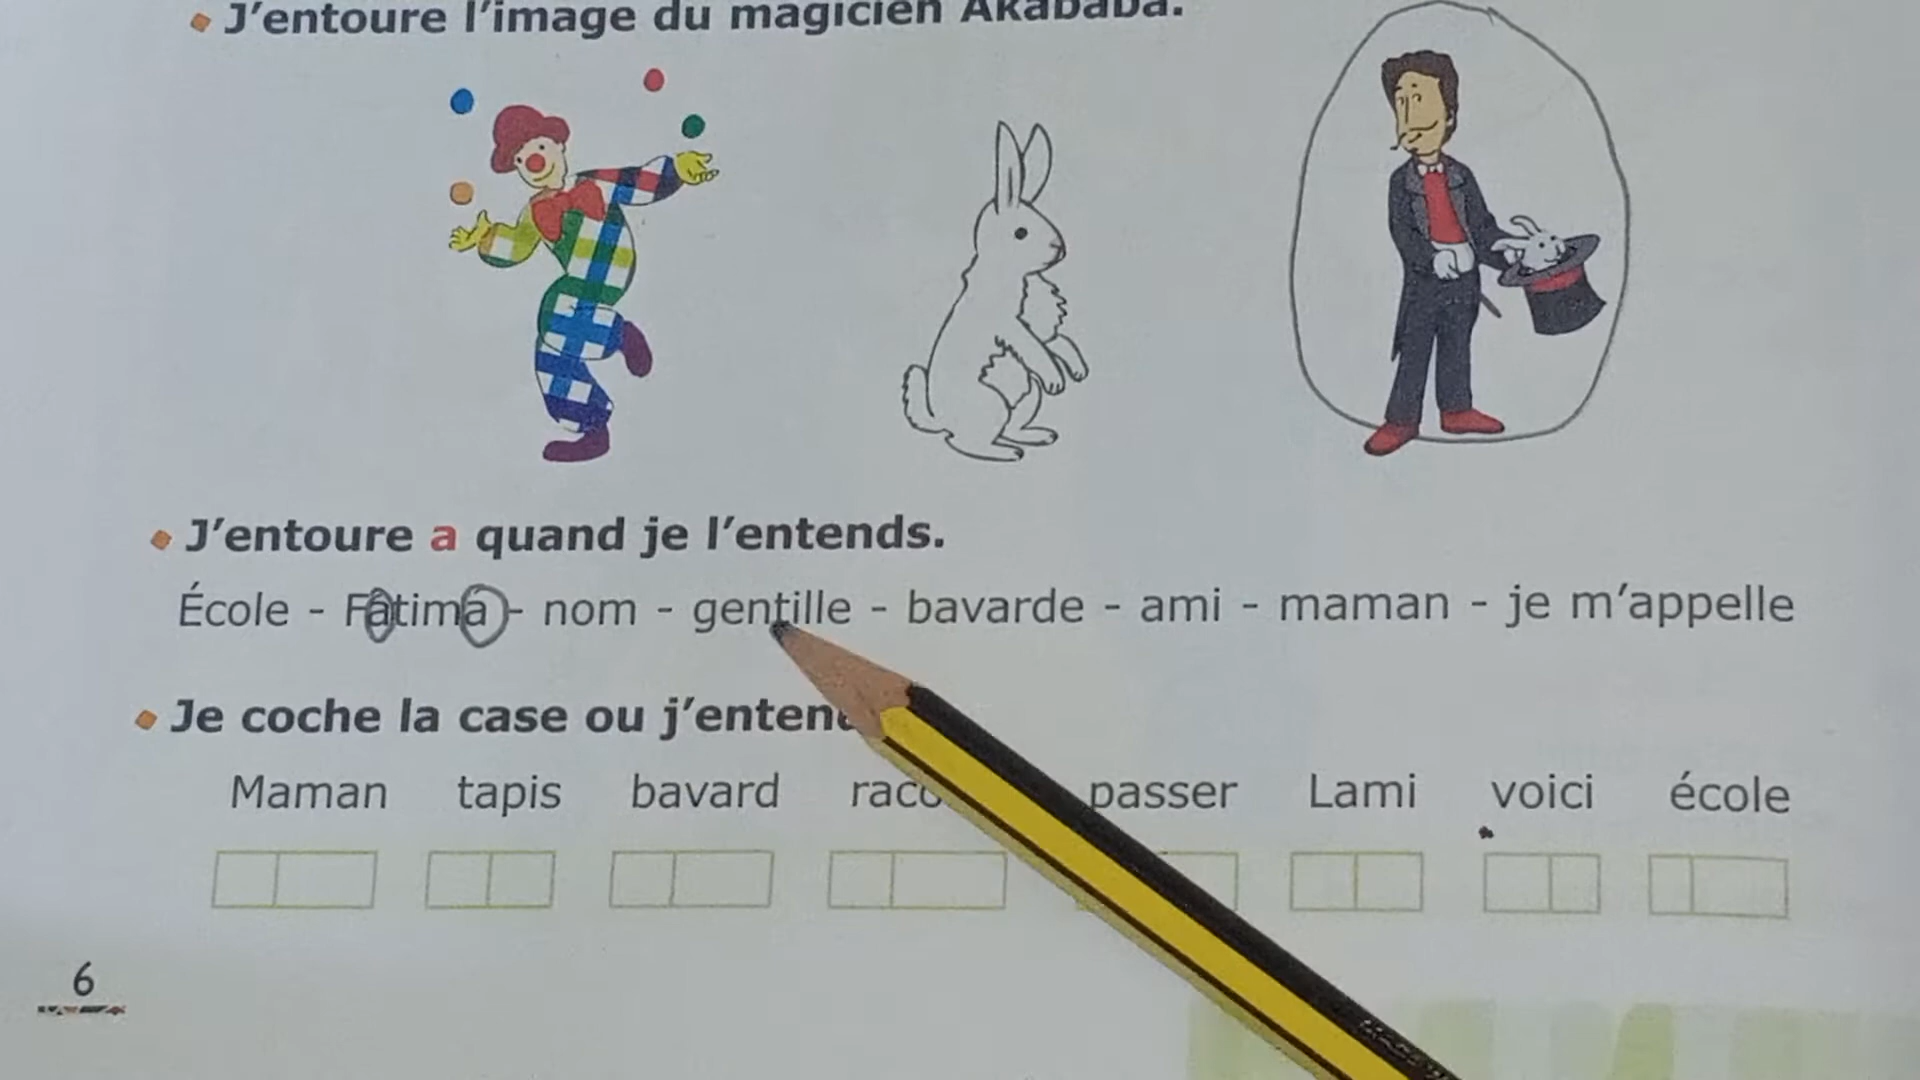 J'entoure l'image du magicien Akababa.
J'entoure a quand je l'entends.
École - Fatima - nom - gentille - bavarde - ami - maman - je m'appelle
Je coche la case ou j'enten
Maman tapis bavard raco passer Lami voici école
6